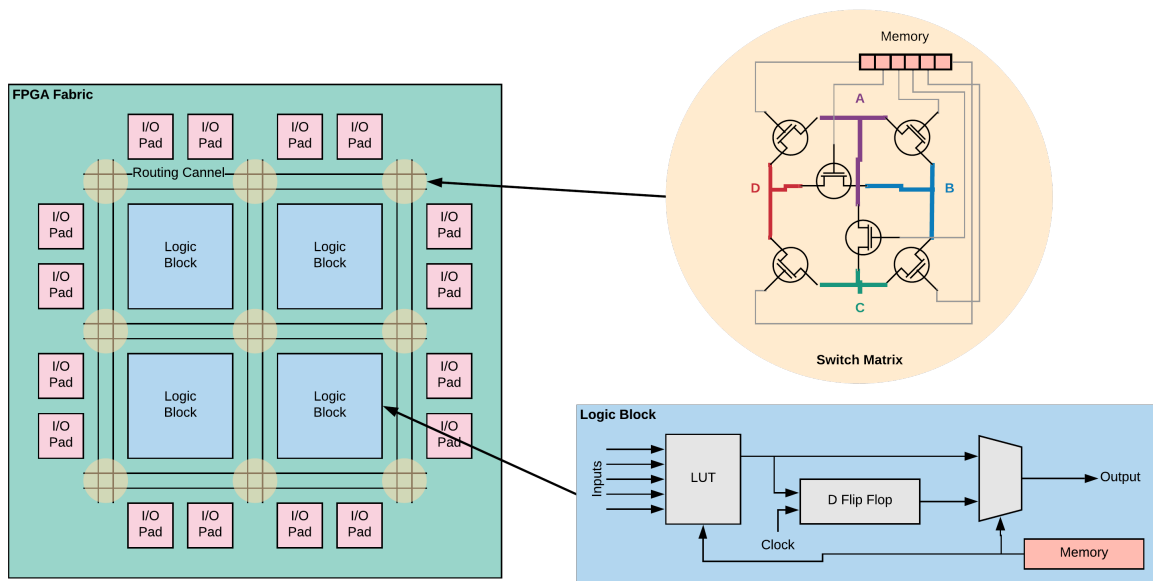 Memory
FPGA Fabric
A
I/O
Pad
I/O
Pad
I/O
Pad
I/O
Pad
Routing Cannel
D
B
I/O
Pad
Logic
Block
Logic
Block
I/O
Pad
I/O
Pad
I/O
Pad
C
Switch Matrix
I/O
Pad
Logic
Block
Logic
Block
I/O
Pad
I/O
Pad
I/O
Pad
Logic Block
Inputs
LUT
D Flip Flop
Output
Clock
Memory
I/O
Pad
I/O
Pad
I/O
Pad
I/O
Pad